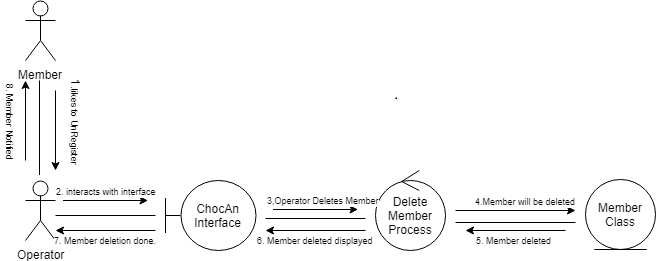 Member
8. Member Notified
1.likes to UnRegister
2. interacts with interface
7. Member deletion done.
Operator
ChocAn
Interface
3,Operator Deletes Member
6. Member deleted displayed
Delete
Member
Process
4.Member will be deleted
5. Member deleted
Member
Class